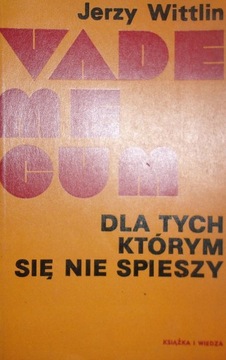 Jerzy Wittlin
VADE
ME
CUM
DLA TYCH
KTÓRYM
SIĘ NIE SPIESZY
KSIĄŻKA I WIEDZA